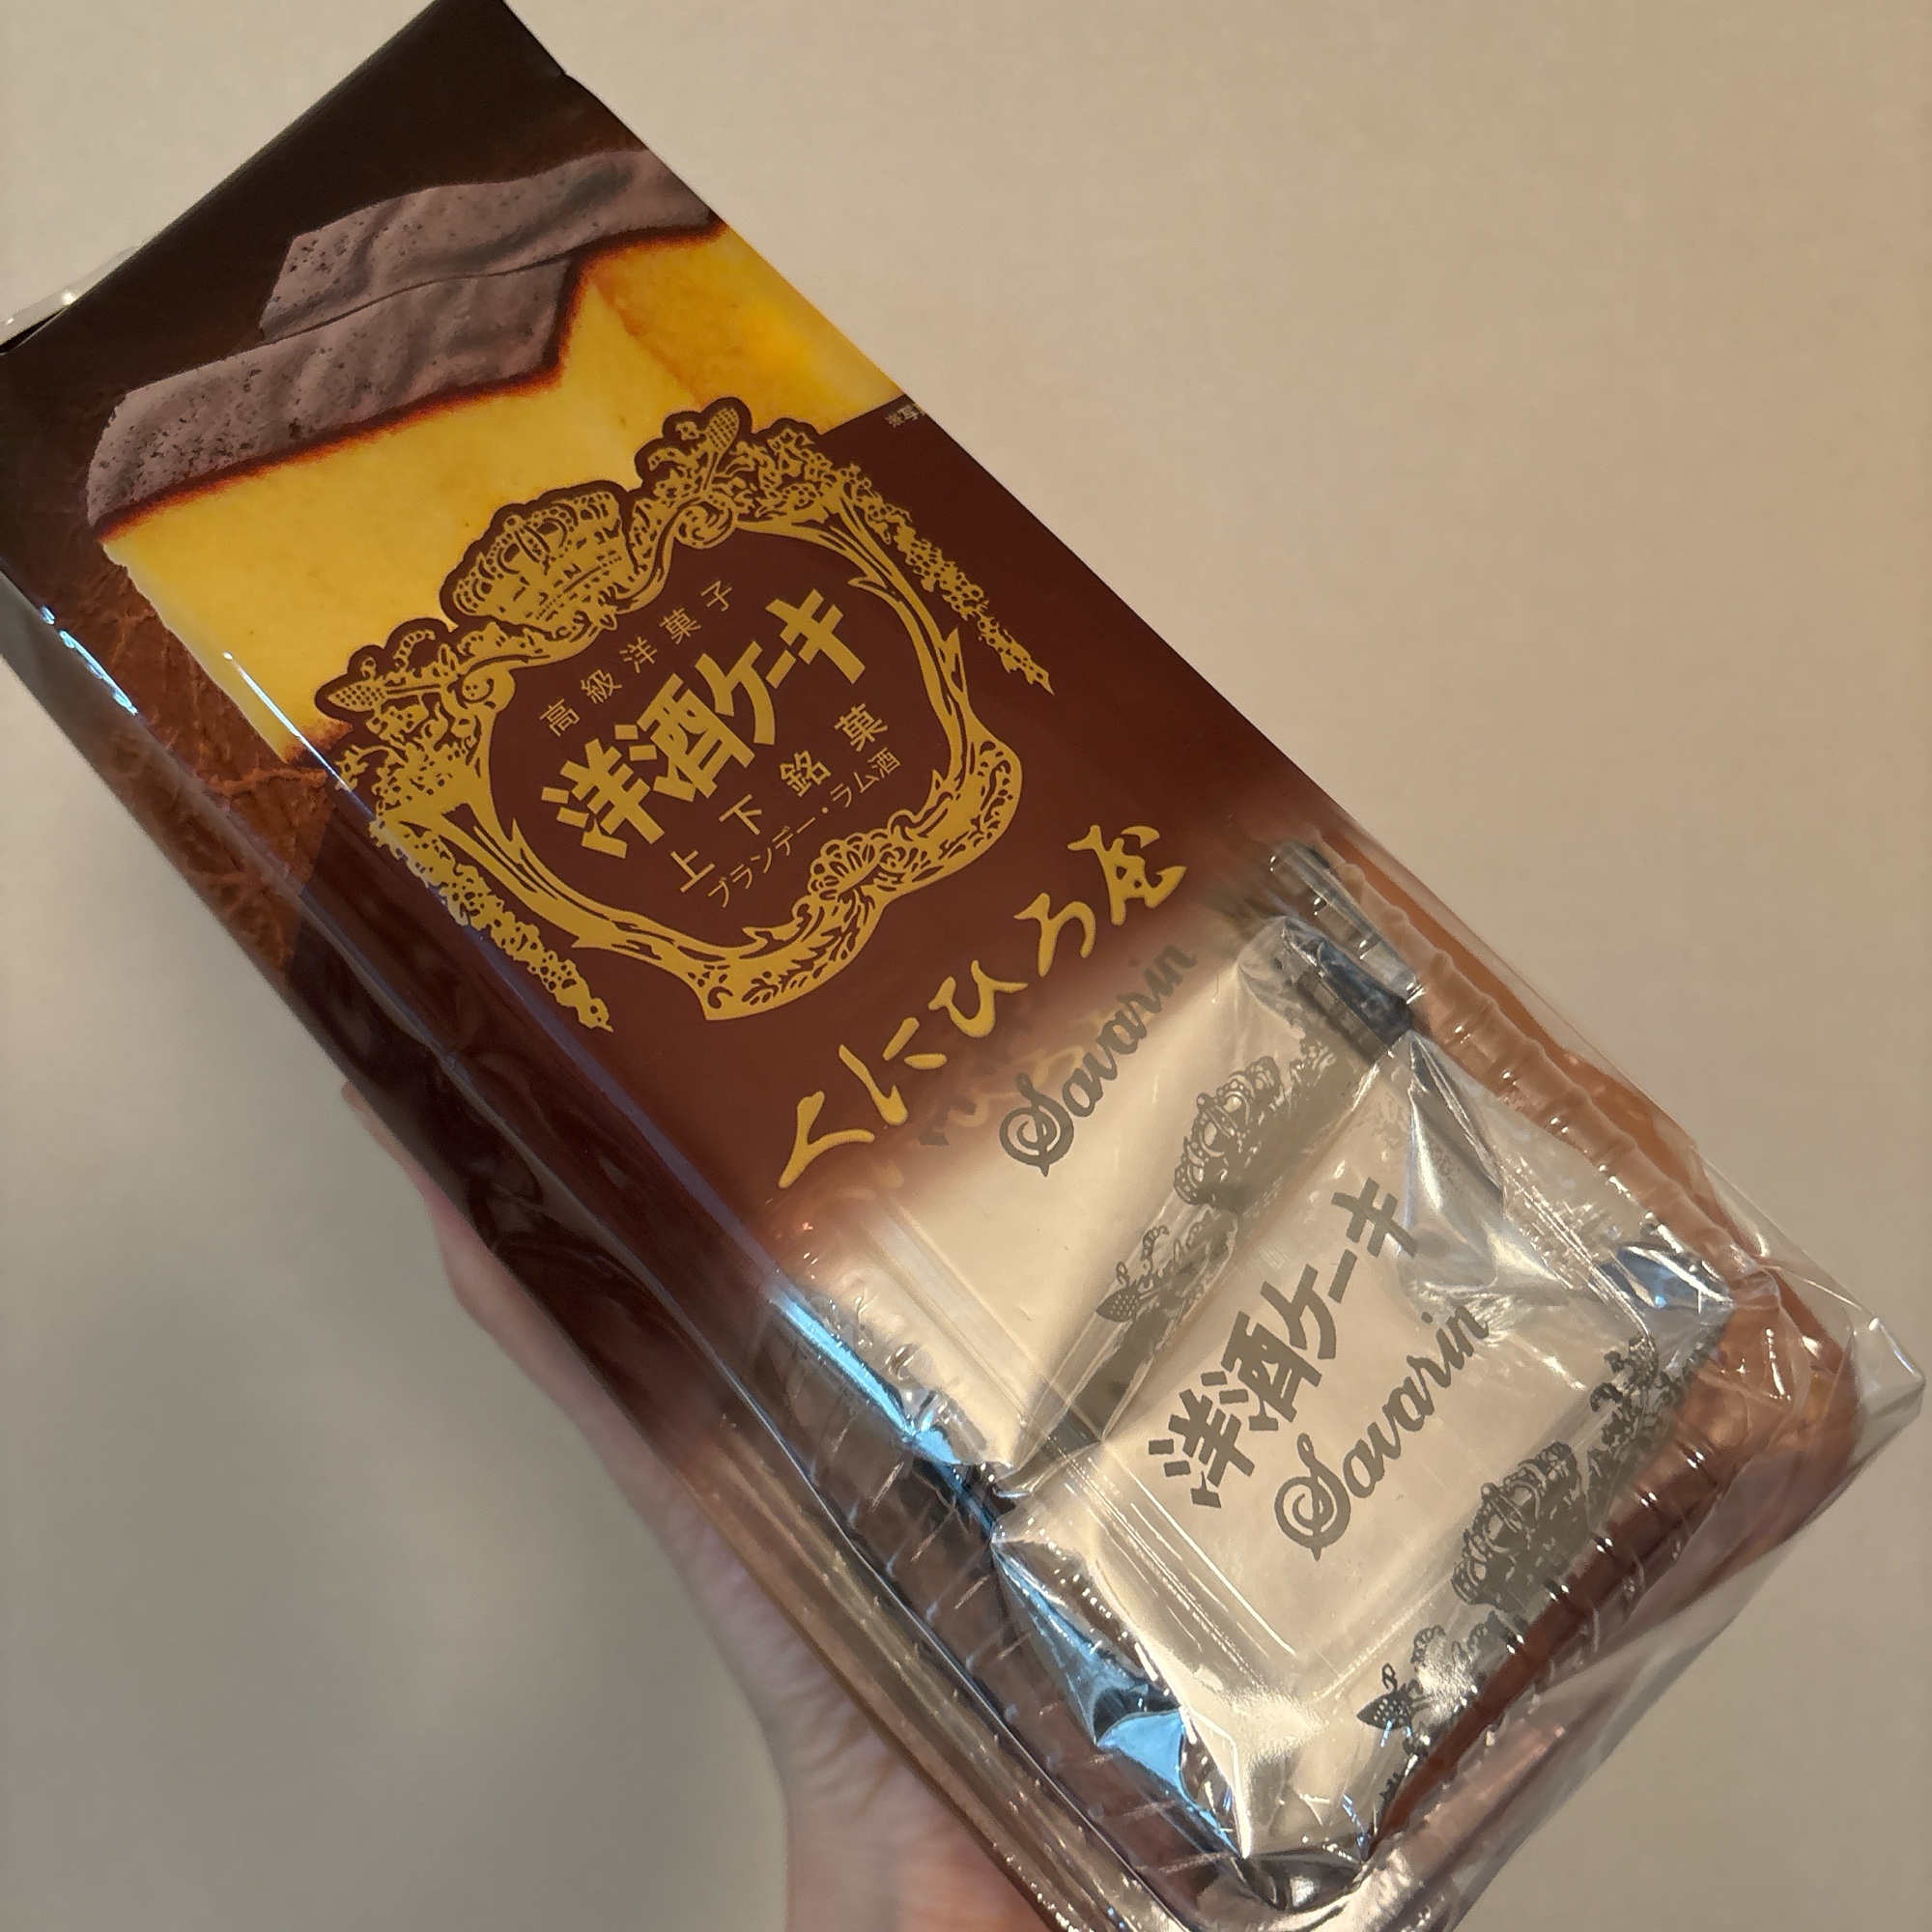 ※写
高級洋菓子
洋酒ケーキ
上下銘菓
ブランデー・ラム酒
くにひろ屋
Savarin
洋酒ケーキ
Savarin